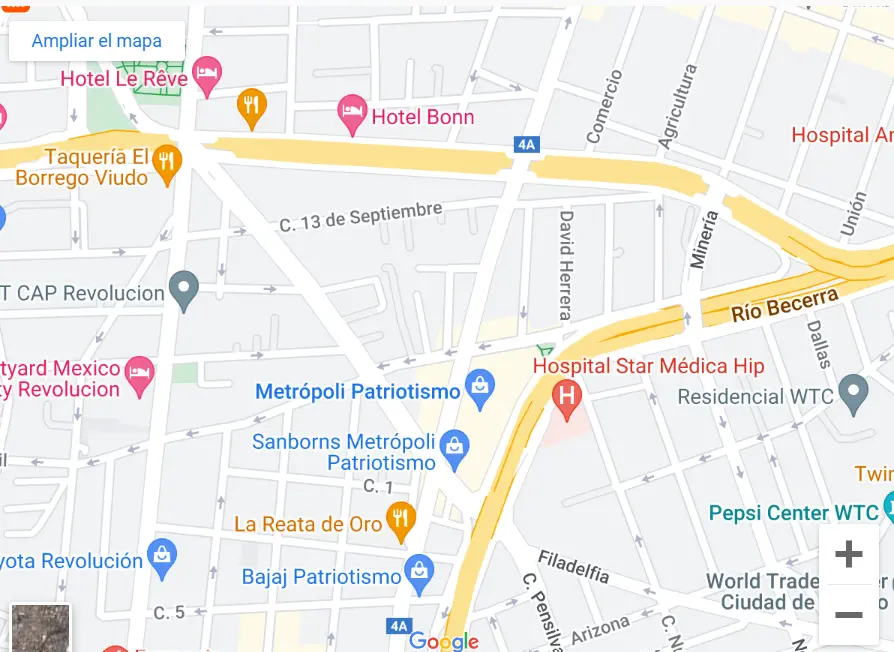 Ampliar el mapa
Hotel Le Rêve
Hotel Bonn
Comercio
Agricultura
4A
Hospital An
Taquería El
Borrego Viudo
C. 13 de Septiembre
David Herrera
Minería
Unión
T CAP Revolucion
Río Becerra
Dallas
tyard Mexico
ty Revolucion
Hospital Star Médica Hip
Metrópoli Patriotismo
Residencial WTC
Sanborns Metrópoli
Patriotismo
C. 1
Twin
La Reata de Oro
Pepsi Center WTC
yota Revolución
Bajaj Patriotismo
Filadelfia
C. Pensilva
World Trade
Ciudad de
C. 5
4A
Arizona
C. N
Google
+
−